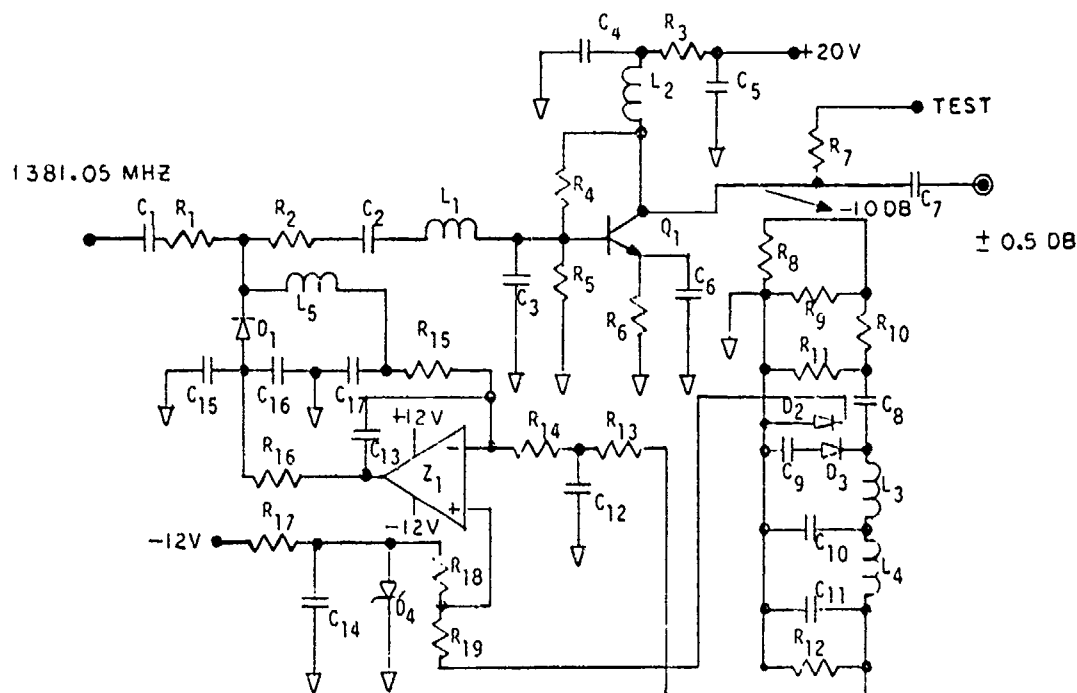 C4
R3
+20V
L2
C5
TEST
R7
1381.05 MHZ
R4
C1
R1
R2
C2
L1
Q1
-10 DB
C7
± 0.5 DB
R8
C3
R5
R6
C6
L5
D1
R9
R10
R15
R11
C15
C16
C17
C8
D2
+12V
C13
R14
R13
C9
D3
L3
R16
Z1
-
+
-12V
C12
R17
-12V
C10
L4
R18
C14
D4
C11
R19
R12